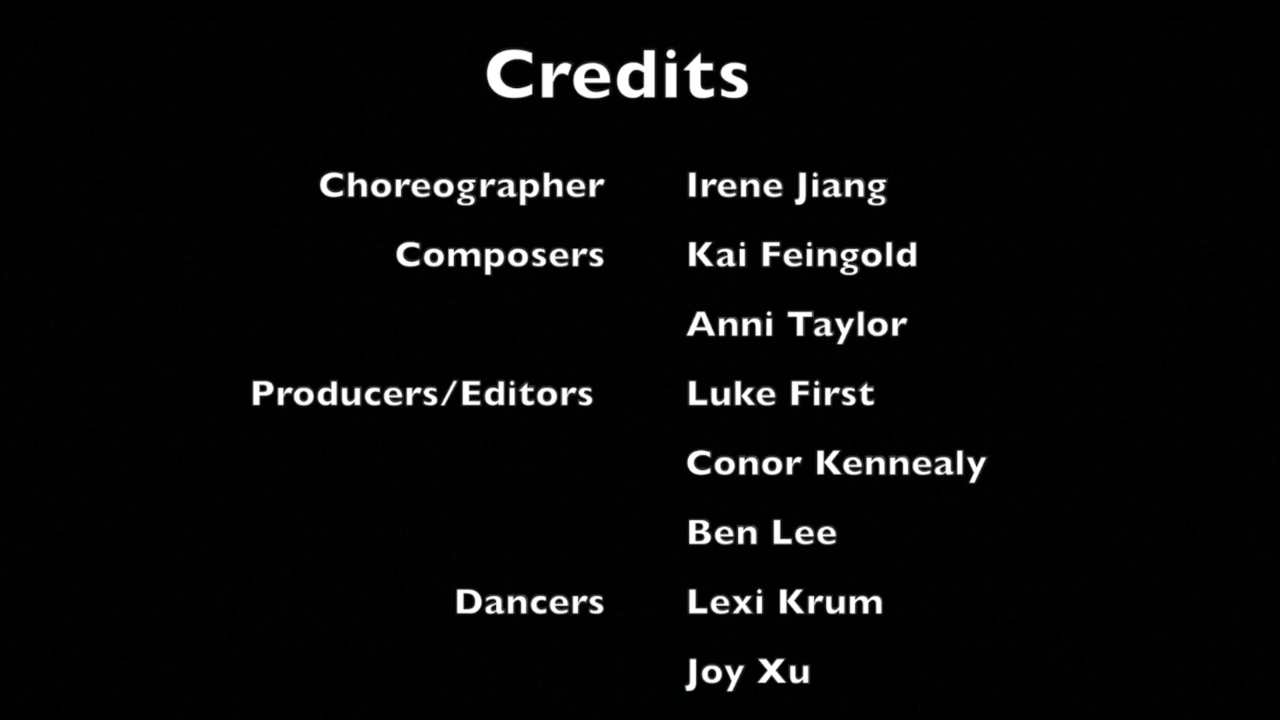 Credits
Choreographer Irene Jiang
Composers Kai Feingold
Anni Taylor
Producers/Editors Luke First
Conor Kennealy
Ben Lee
Dancers Lexi Krum
Joy Xu